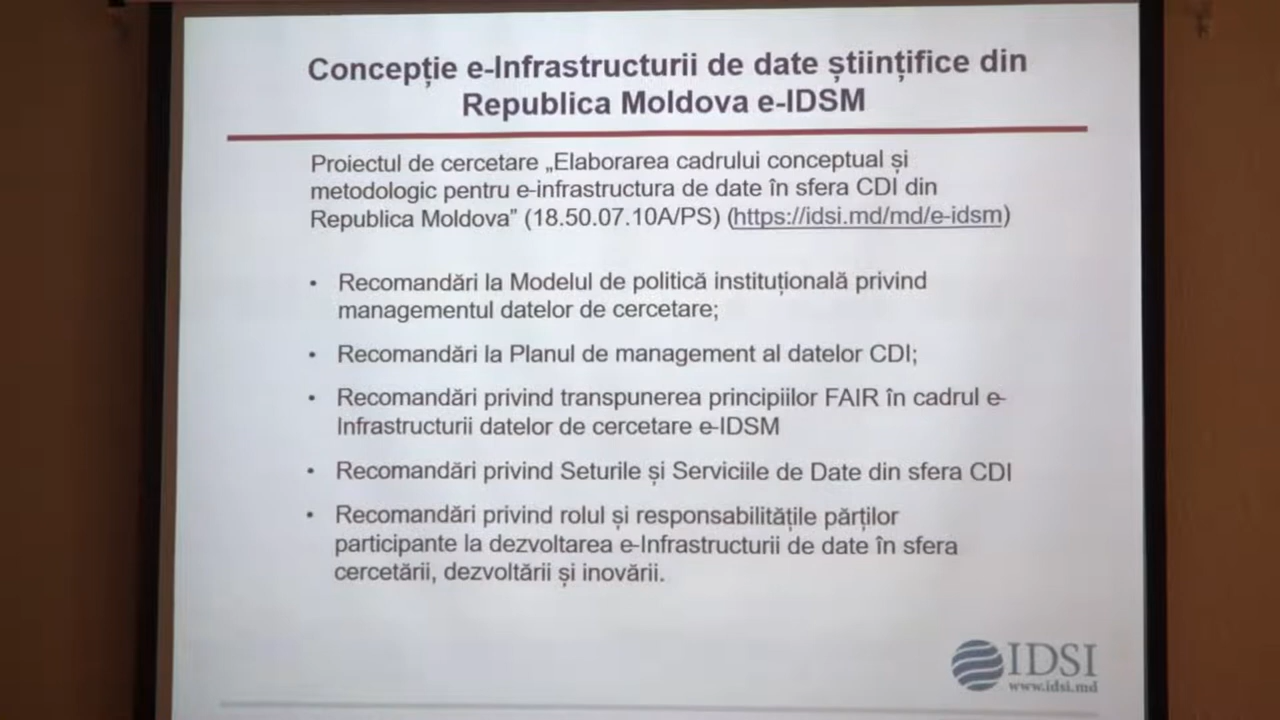 Concepție e-Infrastructurii de date științifice din
Republica Moldova e-IDSM
Proiectul de cercetare „Elaborarea cadrului conceptual și
metodologic pentru e-infrastructura de date în sfera CDI din
Republica Moldova” (18.50.07.10A/PS) (https://idsi.md/md/e-idsm)
• Recomandări la Modelul de politică instituțională privind
managementul datelor de cercetare;
• Recomandări la Planul de management al datelor CDI;
• Recomandări privind transpunerea principiilor FAIR în cadrul e-
Infrastructurii datelor de cercetare e-IDSM
• Recomandări privind Seturile și Serviciile de Date din sfera CDI
• Recomandări privind rolul și responsabilitățile părților
participante la dezvoltarea e-Infrastructurii de date în sfera
cercetării, dezvoltării și inovării.
IDSI
www.idsi.md